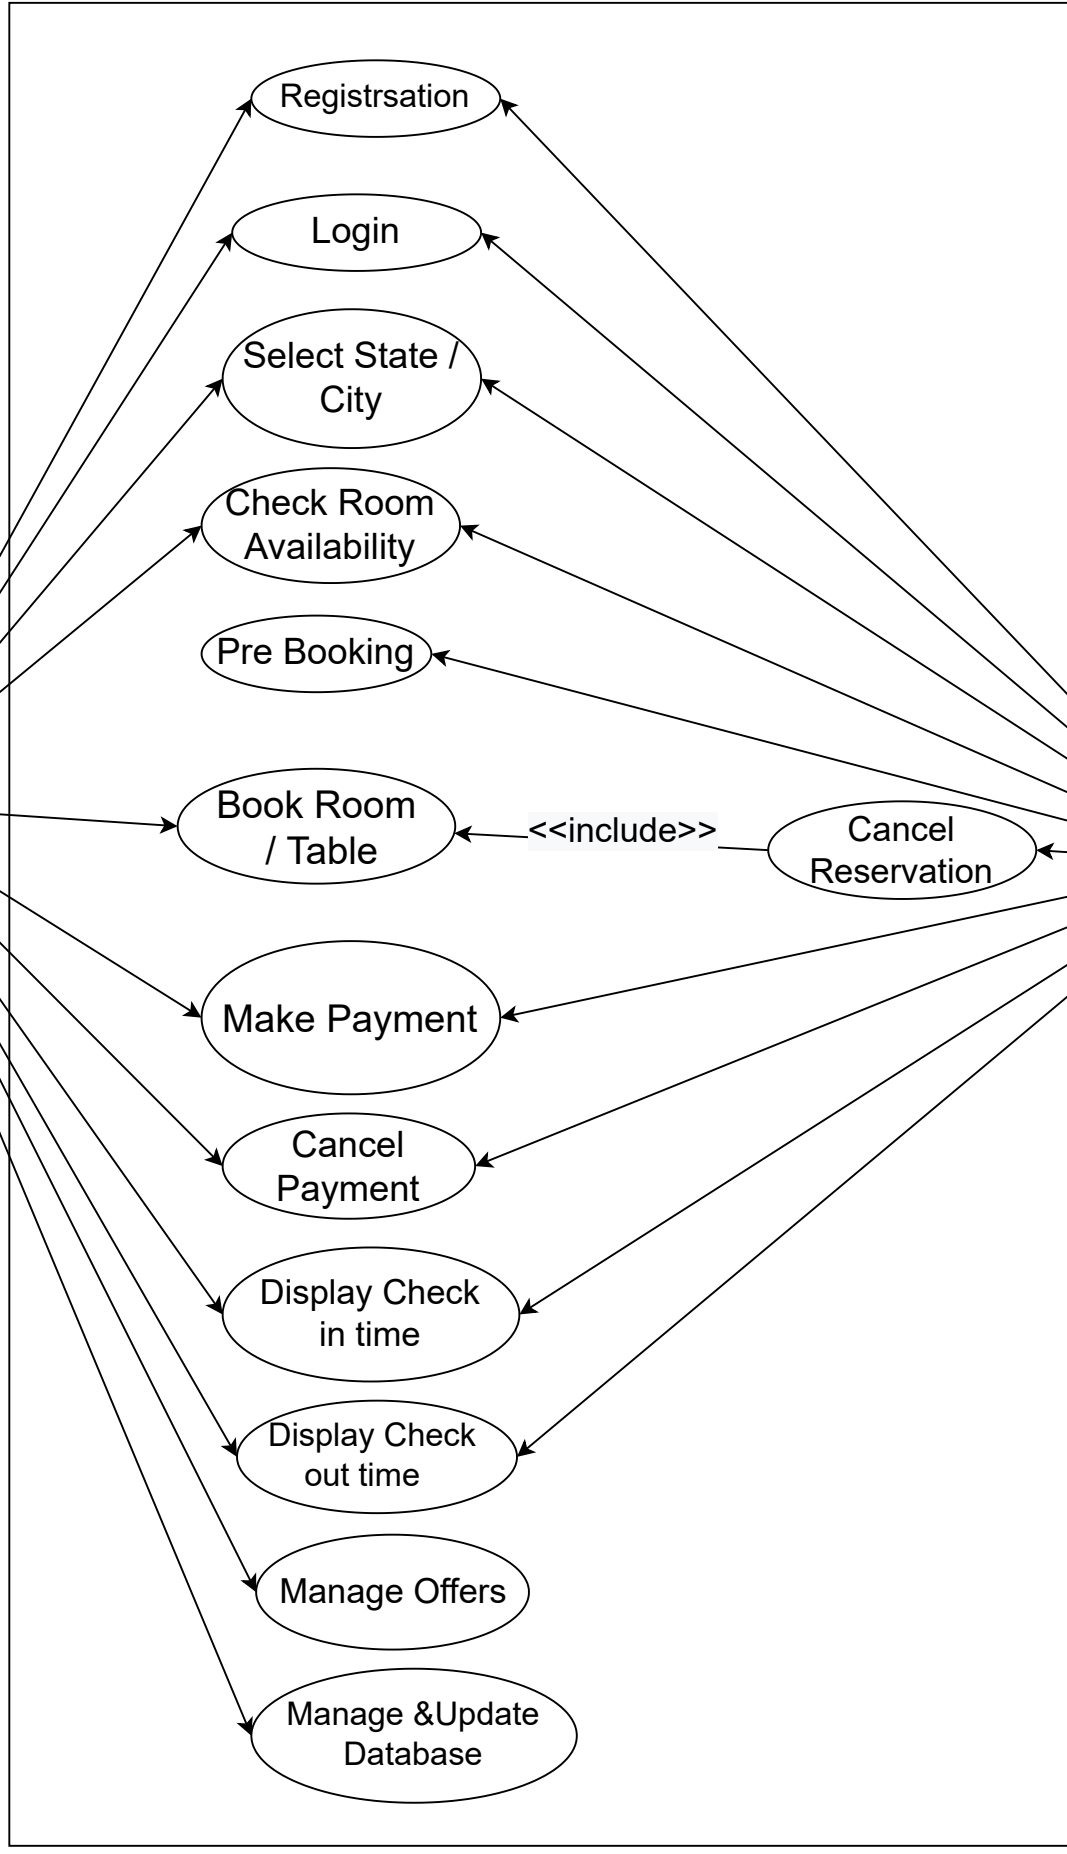 Registrsation
Login
Select State /
City
Check Room
Availability
Pre Booking
Book Room
/ Table
<<include>>
Cancel
Reservation
Make Payment
Cancel
Payment
Display Check
in time
Display Check
out time
Manage Offers
Manage &Update
Database